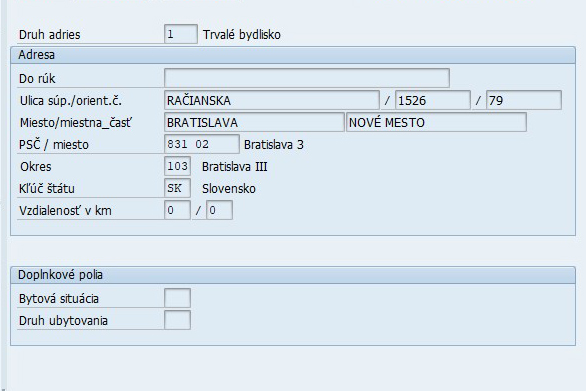 Druh adries 1 Trvalé bydlisko
Adresa
Do rúk
Ulica súp./orient.č. RAČIANSKA / 1526 / 79
Miesto/miestna_časť BRATISLAVA NOVÉ MESTO
PSČ / miesto 831 02 Bratislava 3
Okres 103 Bratislava III
Kľúč štátu SK Slovensko
Vzdialenosť v km 0 / 0
Doplnkové polia
Bytová situácia
Druh ubytovania